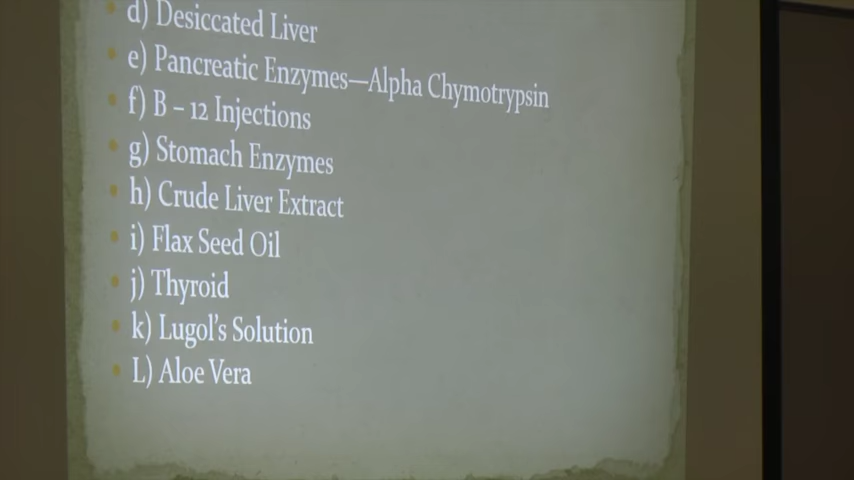 d) Desiccated Liver
e) Pancreatic Enzymes—Alpha Chymotrypsin
f) B – 12 Injections
g) Stomach Enzymes
h) Crude Liver Extract
i) Flax Seed Oil
j) Thyroid
k) Lugol's Solution
L) Aloe Vera